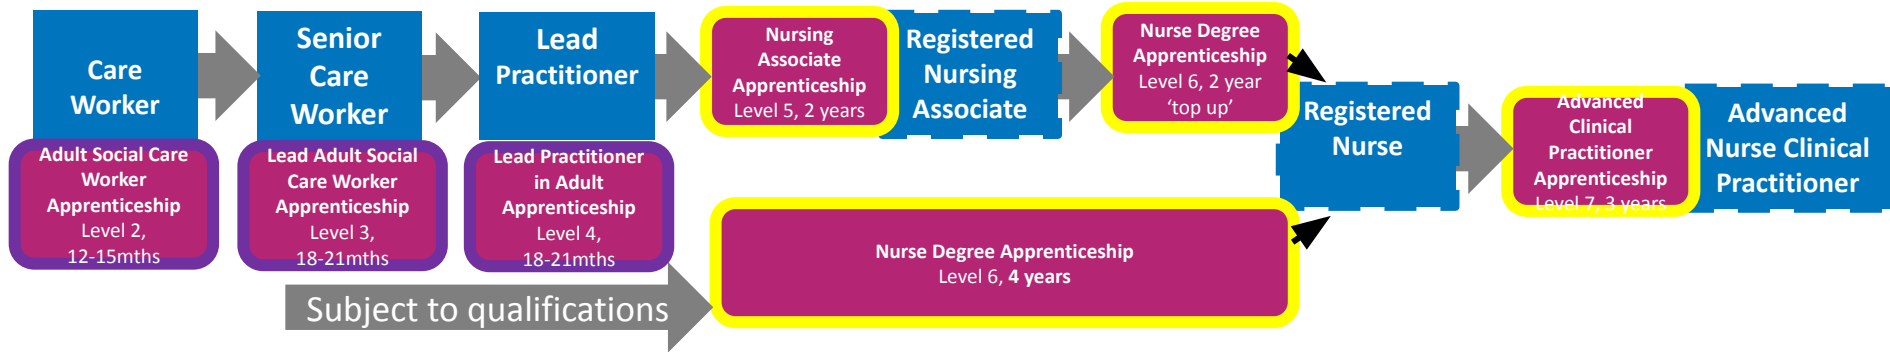 Care
Worker
Adult Social Care
Worker
Apprenticeship
Level 2,
12-15mths
Senior
Care
Worker
Lead Adult Social
Care Worker
Apprenticeship
Level 3,
18-21mths
Lead
Practitioner
Lead Practitioner
in Adult
Apprenticeship
Level 4,
18-21mths
Nursing
Associate
Apprenticeship
Level 5, 2 years
Registered
Nursing
Associate
Nurse Degree
Apprenticeship
Level 6, 2 year
‘top up’
Subject to qualifications
Nurse Degree Apprenticeship
Level 6, 4 years
Registered
Nurse
Advanced
Clinical
Practitioner
Apprenticeship
Level 7, 3 years
Advanced
Nurse Clinical
Practitioner